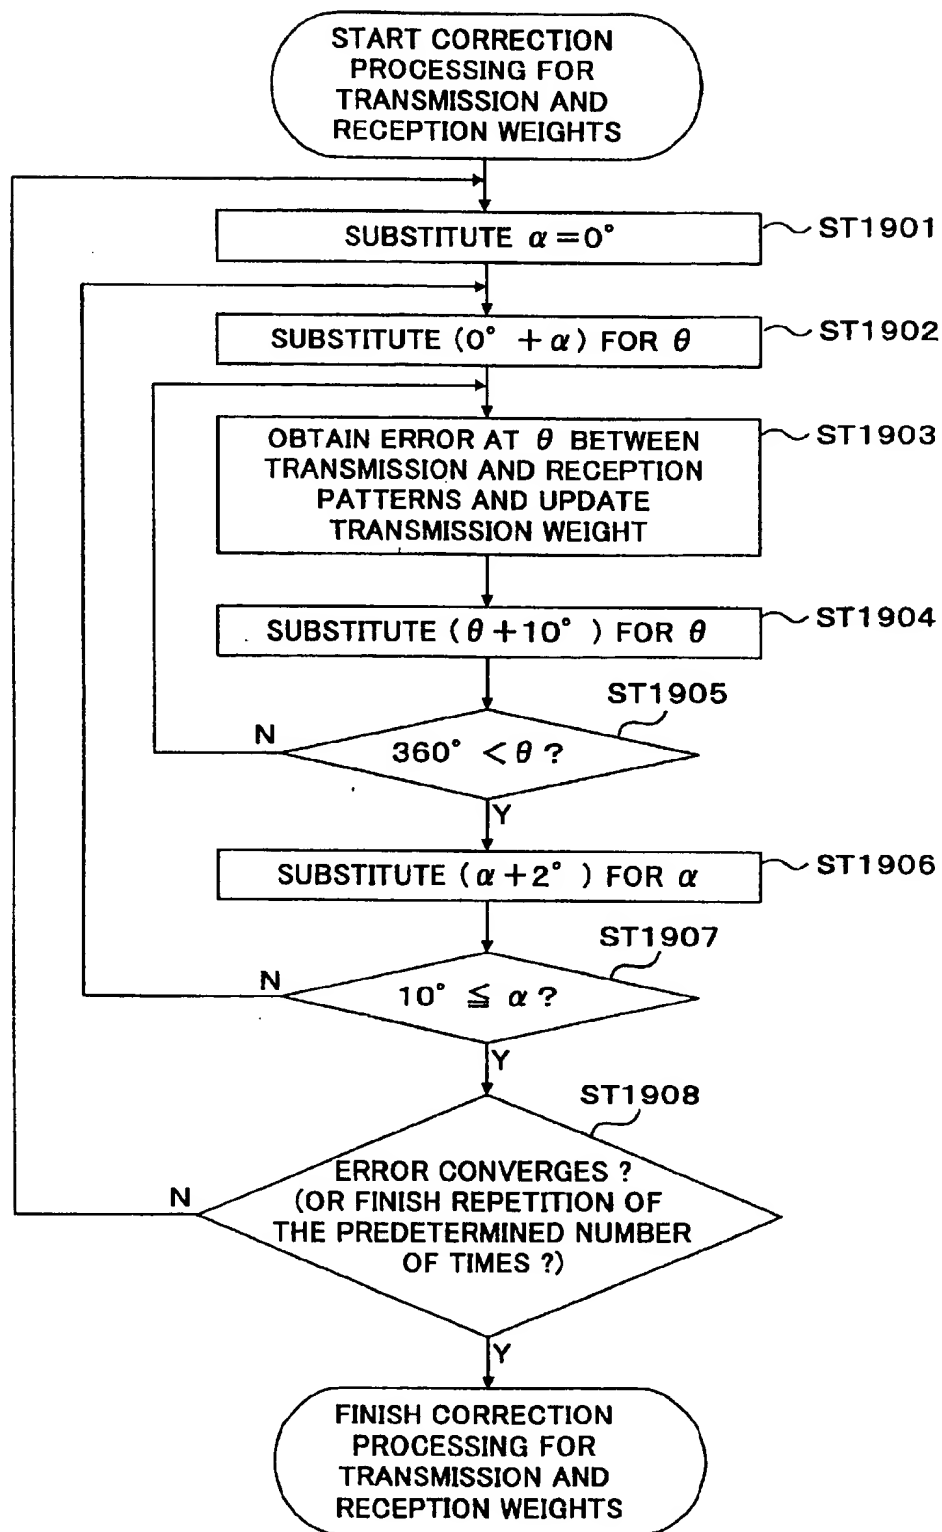 START CORRECTION
PROCESSING FOR
TRANSMISSION AND
RECEPTION WEIGHTS
SUBSTITUTE α=0°
ST1901
SUBSTITUTE (0° +α) FOR θ
ST1902
OBTAIN ERROR AT θ BETWEEN
TRANSMISSION AND RECEPTION
PATTERNS AND UPDATE
TRANSMISSION WEIGHT
ST1903
SUBSTITUTE (θ+10° ) FOR θ
ST1904
ST1905
N
360° <θ?
Y
SUBSTITUTE (α+2° ) FOR α
ST1906
ST1907
N
10° ≦ α?
Y
ST1908
N
ERROR CONVERGES ?
(OR FINISH REPETITION OF
THE PREDETERMINED NUMBER
OF TIMES ?)
Y
FINISH CORRECTION
PROCESSING FOR
TRANSMISSION AND
RECEPTION WEIGHTS